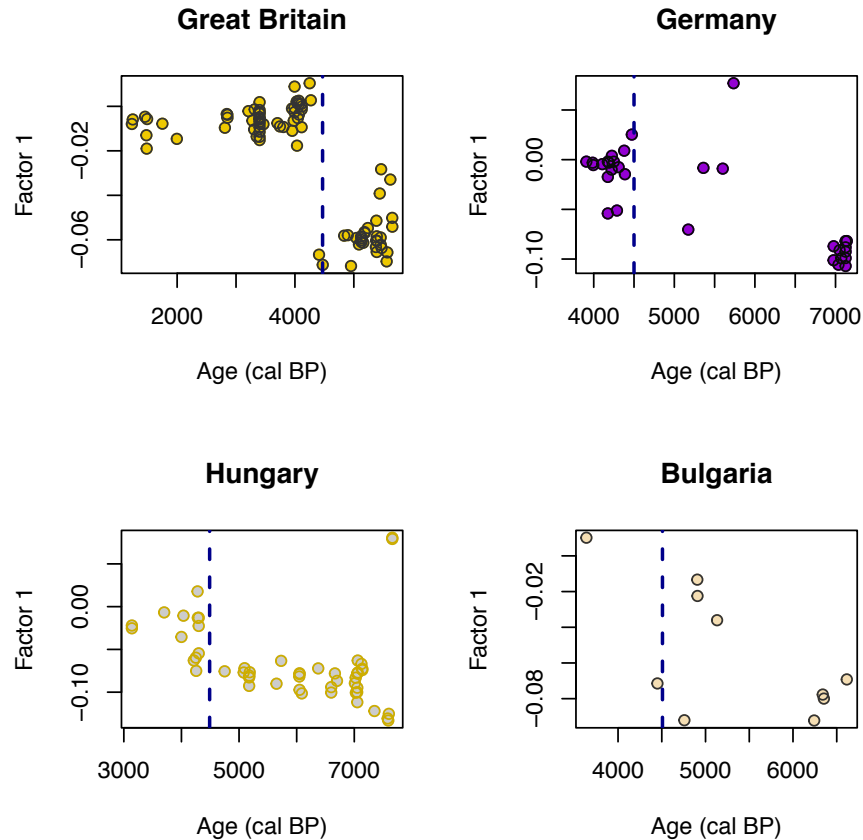 Great Britain
Factor 1
−0.02
−0.06
2000
4000
Age (cal BP)
Germany
Factor 1
0.00
−0.10
4000
5000
6000
7000
Age (cal BP)
Hungary
Factor 1
0.00
−0.10
3000
5000
7000
Age (cal BP)
Bulgaria
Factor 1
−0.02
−0.08
4000
5000
6000
Age (cal BP)